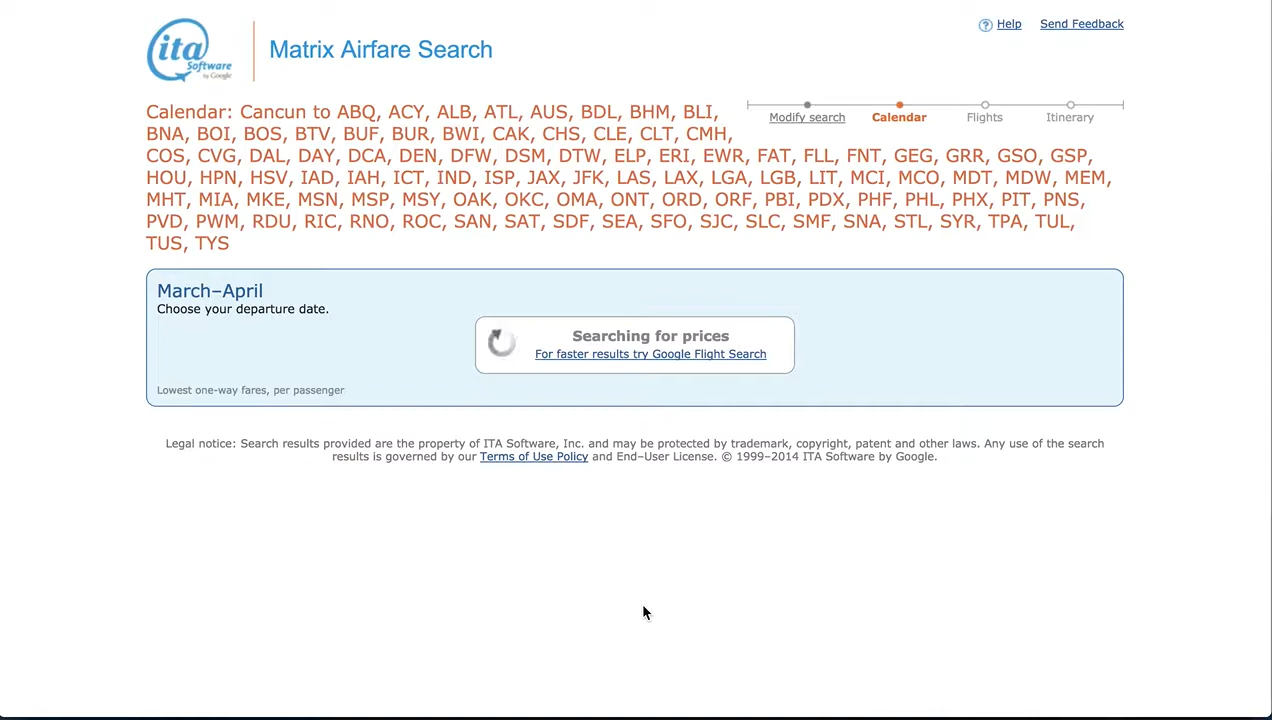 Help Send Feedback
ita
Software
by Google
Matrix Airfare Search
Calendar: Cancun to ABQ, ACY, ALB, ATL, AUS, BDL, BHM, BLI,
BNA, BOI, BOS, BTV, BUF, BUR, BWI, CAK, CHS, CLE, CLT, CMH,
COS, CVG, DAL, DAY, DCA, DEN, DFW, DSM, DTW, ELP, ERI, EWR, FAT, FLL, FNT, GEG, GRR, GSO, GSP,
HOU, HPN, HSV, IAD, IAH, ICT, IND, ISP, JAX, JFK, LAS, LAX, LGA, LGB, LIT, MCI, MCO, MDT, MDW, MEM,
MHT, MIA, MKE, MSN, MSP, MSY, OAK, OKC, OMA, ONT, ORD, ORF, PBI, PDX, PHF, PHL, PHX, PIT, PNS,
PVD, PWM, RDU, RIC, RNO, ROC, SAN, SAT, SDF, SEA, SFO, SJC, SLC, SMF, SNA, STL, SYR, TPA, TUL,
TUS, TYS
Modify search Calendar Flights Itinerary
March–April
Choose your departure date.
Searching for prices
For faster results try Google Flight Search
Lowest one-way fares, per passenger
Legal notice: Search results provided are the property of ITA Software, Inc. and may be protected by trademark, copyright, patent and other laws. Any use of the search
results is governed by our Terms of Use Policy and End–User License. © 1999–2014 ITA Software by Google.